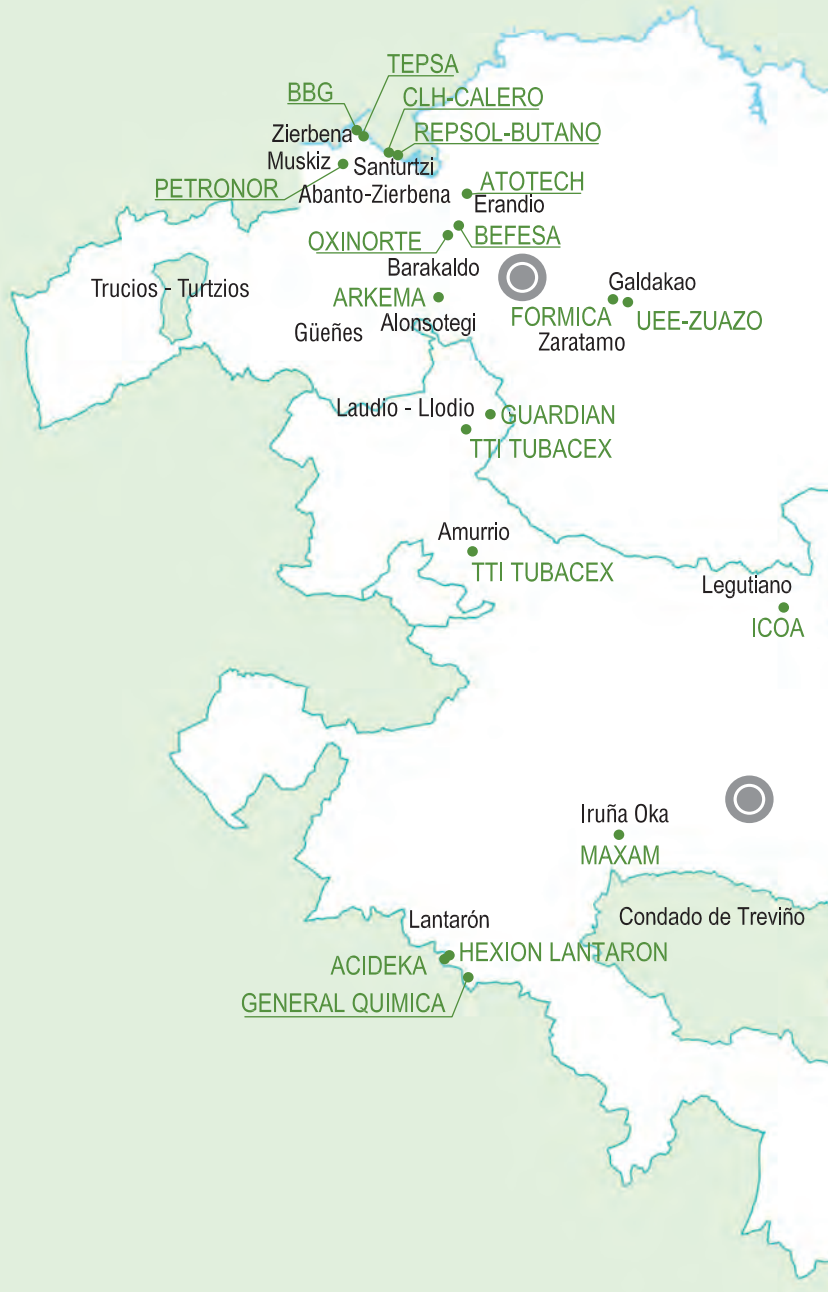 TEPSA
BBG
CLH-CALERO
Zierbena
REPSOL-BUTANO
Muskiz
Santurtzi
PETRONOR
Abanto-Zierbena
ATOTECH
Erandio
OXINORTE
BEFESA
Barakaldo
Trucios - Turtzios
Galdakao
ARKEMA
FORMICA
UEE-ZUAZO
Güeñes
Alonsotegi
Zaratamo
Laudio - Llodio
GUARDIAN
TTI TUBACEX
Amurrio
TTI TUBACEX
Legutiano
ICOA
Iruña Oka
MAXAM
Lantarón
Condado de Treviño
ACIDEKA
HEXION LANTARON
GENERAL QUIMICA